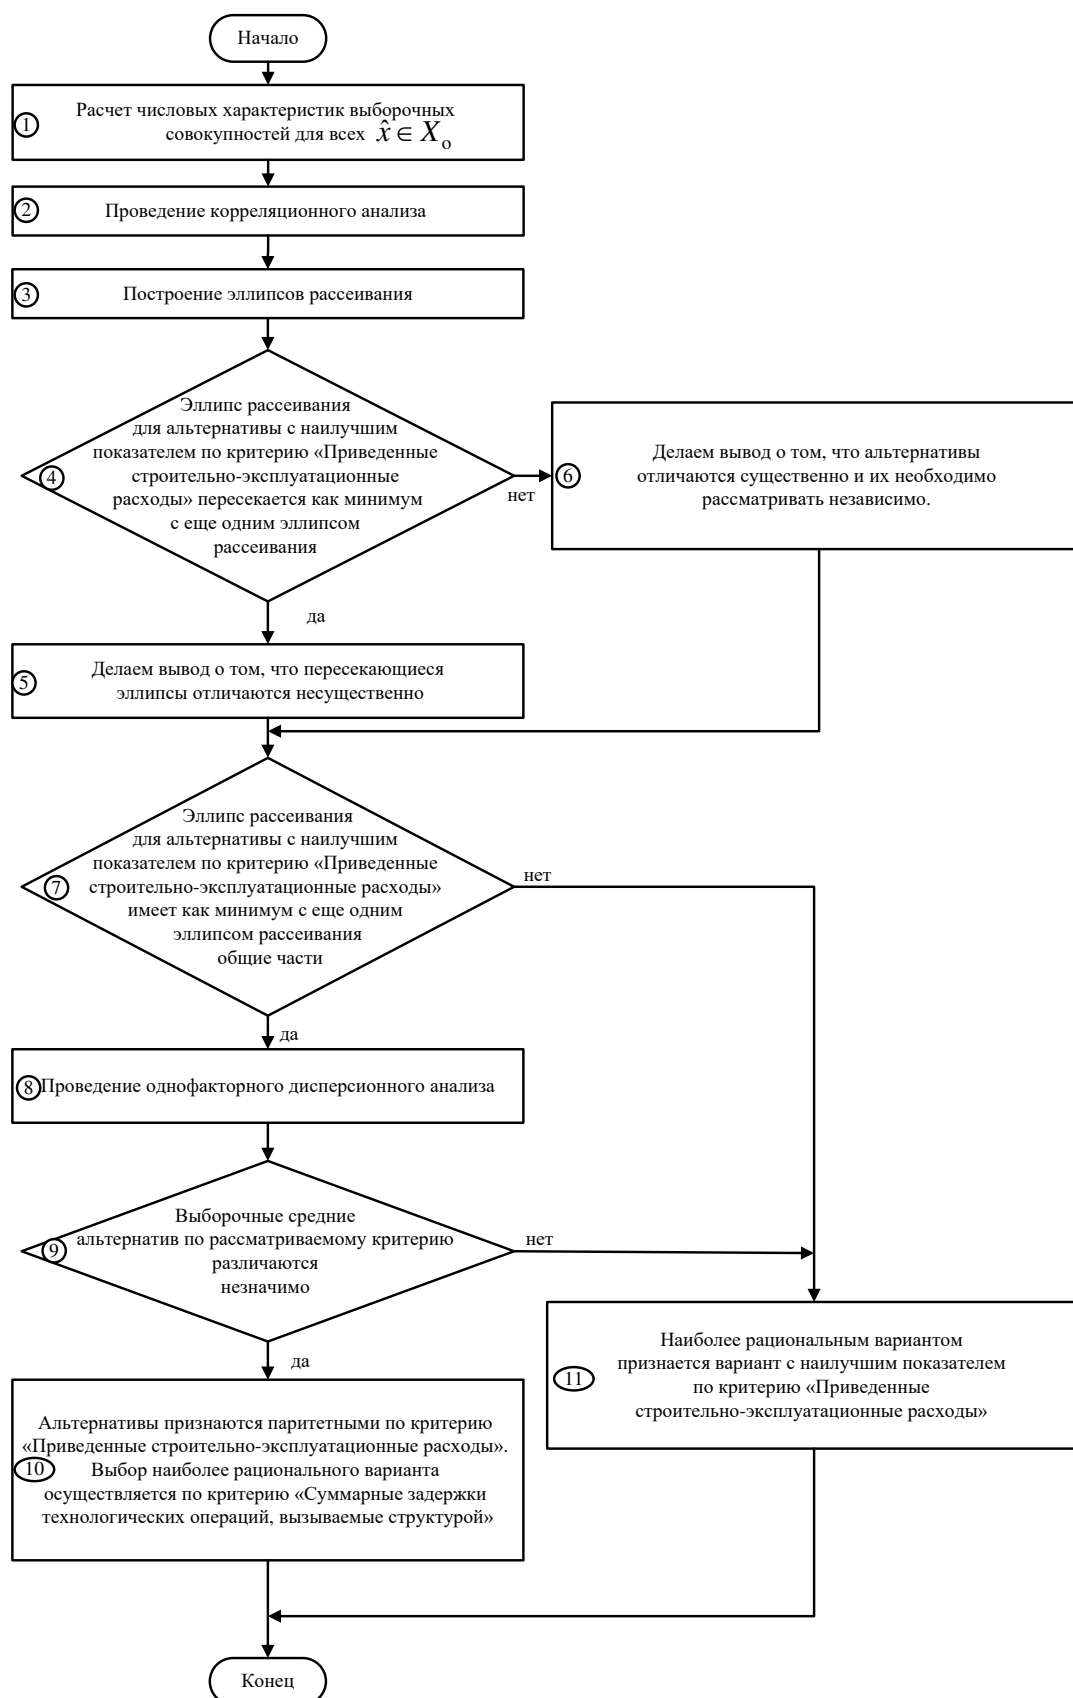 Начало
Расчет числовых характеристик выборочных
1
совокупностей для всех x̂ ∈ Xо
2
Проведение корреляционного анализа
3
Построение эллипсов рассеивания
Эллипс рассеивания
для альтернативы с наилучшим
показателем по критерию «Приведенные
4
строительно-эксплуатационные
расходы» пересекается как минимум
с еще одним эллипсом
рассеивания
нет
Делаем вывод о том, что альтернативы
6
отличаются существенно и их необходимо
рассматривать независимо.
да
Делаем вывод о том, что пересекающиеся
5
эллипсы отличаются несущественно
Эллипс рассеивания
для альтернативы с наилучшим
показателем по критерию «Приведенные
7
строительно-эксплуатационные расходы»
имеет как минимум с еще одним
эллипсом рассеивания
общие части
нет
да
8
Проведение однофакторного дисперсионного анализа
Выборочные средние
альтернатив по рассматриваемому критерию
9
различаются
незначимо
нет
да
Наиболее рациональным вариантом
признается вариант с наилучшим показателем
11
по критерию «Приведенные
строительно-эксплуатационные расходы»
Альтернативы признаются паритетными по критерию
«Приведенные строительно-эксплуатационные расходы».
10
Выбор наиболее рационального варианта
осуществляется по критерию «Суммарные задержки
технологических операций, вызываемые структурой»
Конец